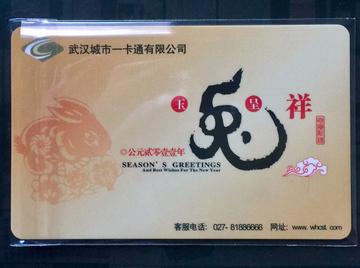 武汉城市一卡通有限公司
玉兔呈祥
公元贰零壹壹年
SEASON'S GREETINGS
And Best Wishes For The New Year
客服电话: 027- 81886666 网址: www. whcst. com